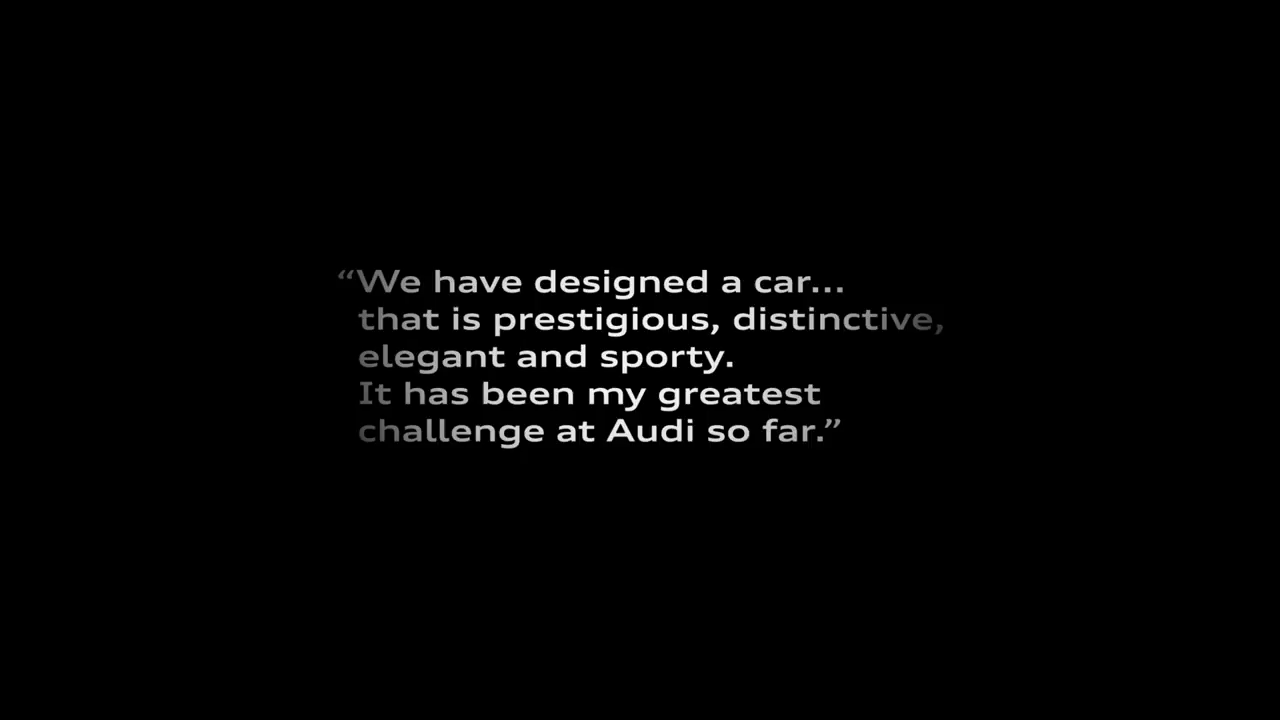 “We have designed a car...
that is prestigious, distinctive,
elegant and sporty.
It has been my greatest
challenge at Audi so far.”